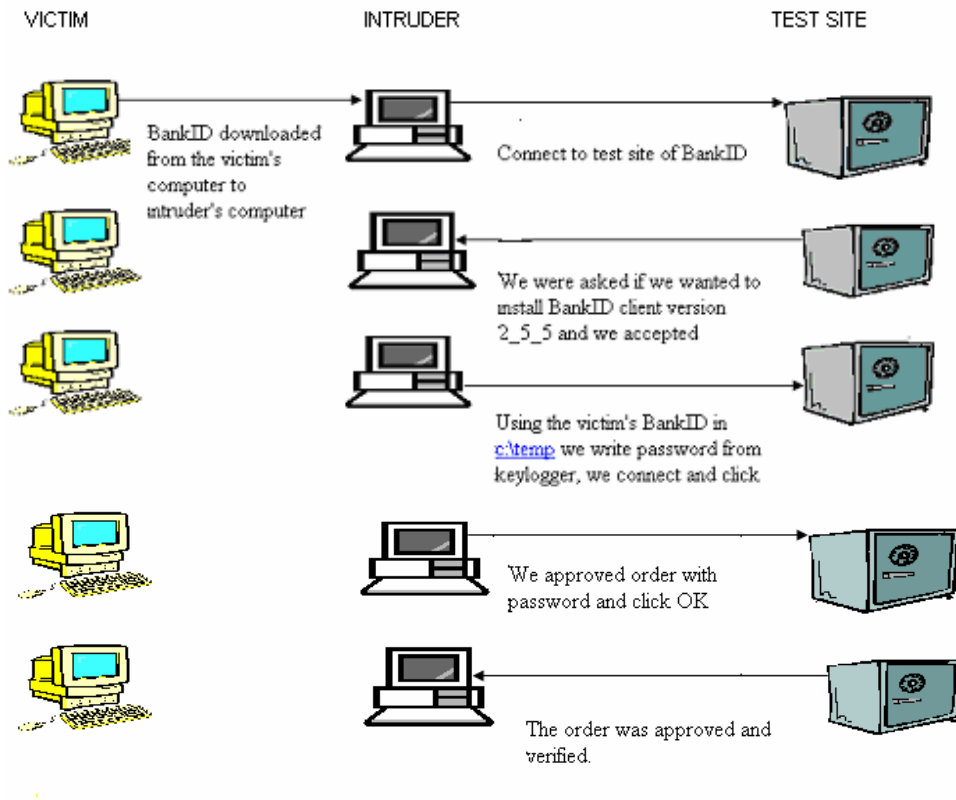 VICTIM INTRUDER TEST SITE
BankID downloaded
from the victim's
computer to
intruder's computer
Connect to test site of BankID
We were asked if we wanted to
install BankID client version
2_5_5 and we accepted
Using the victim's BankID in
c:\temp we write password from
keylogger, we connect and click
We approved order with
password and click OK
The order was approved and
verified.